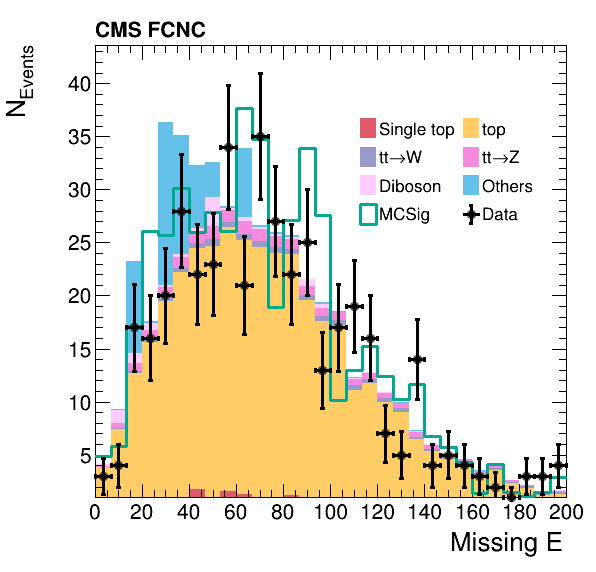 CMS FCNC
N_Events
40
35
30
25
20
15
10
5
Single top
top
tt→W
tt→Z
Diboson
Others
MCSig
Data
0 20 40 60 80 100 120 140 160 180 200
Missing E